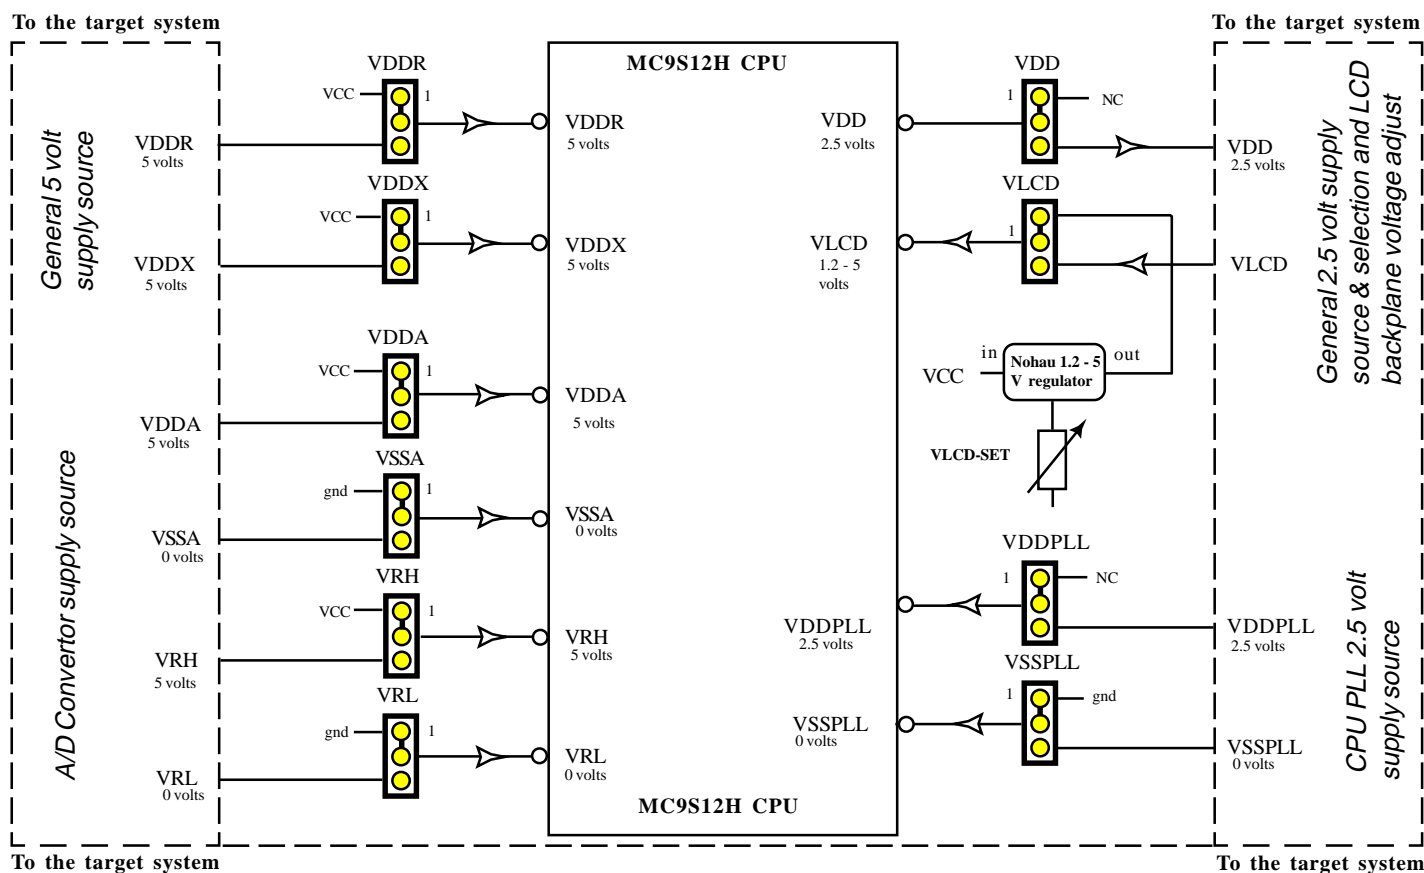 To the target system
To the target system
General 5 volt
supply source
VDDR
5 volts
VDDX
5 volts
A/D Convertor supply source
VDDA
5 volts
VSSA
0 volts
VRH
5 volts
VRL
0 volts
VDDR
VCC
1
VDDX
VCC
1
VDDA
VCC
1
VSSA
gnd
1
VRH
VCC
1
VRL
gnd
1
MC9S12H CPU
VDDR
5 volts
VDDX
5 volts
VDDA
5 volts
VSSA
0 volts
VRH
5 volts
VRL
0 volts
VDD
2.5 volts
VLCD
1.2 - 5
volts
VDDPLL
2.5 volts
VSSPLL
0 volts
MC9S12H CPU
VDD
1
NC
VLCD
1
in
out
VCC
Nohau 1.2 - 5
V regulator
VLCD-SET
VDDPLL
1
NC
VSSPLL
1
gnd
VDD
2.5 volts
VLCD
General 2.5 volt supply
source & selection and LCD
backplane voltage adjust
VDDPLL
2.5 volts
VSSPLL
0 volts
CPU PLL 2.5 volt
supply source
To the target system
To the target system